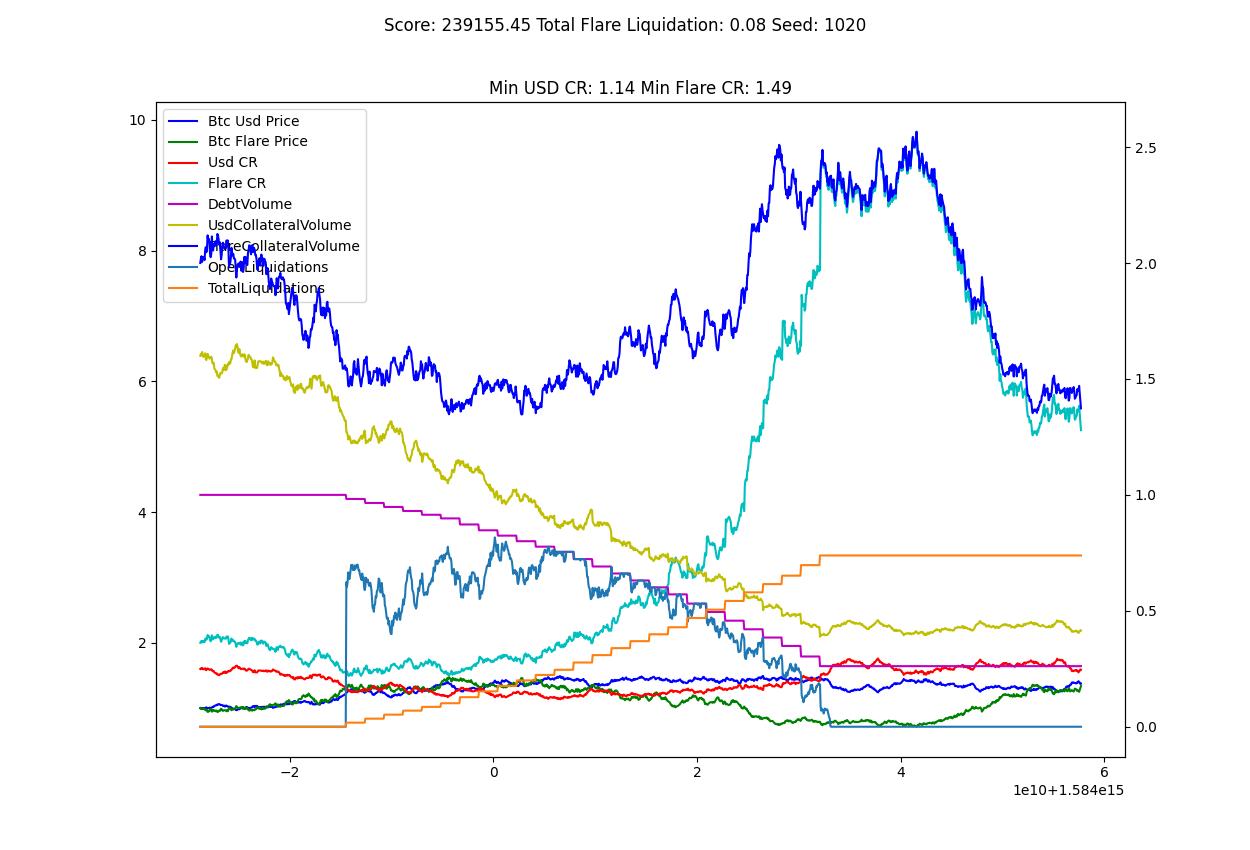 Score: 239155.45 Total Flare Liquidation: 0.08 Seed: 1020
Min USD CR: 1.14 Min Flare CR: 1.49
Btc Usd Price
Btc Flare Price
Usd CR
Flare CR
DebtVolume
UsdCollateralVolume
FlareCollateralVolume
OpenLiquidations
TotalLiquidations
10
8
6
4
2
2.5
2.0
1.5
1.0
0.5
0.0
−2
0
2
4
6
1e10+1.584e15